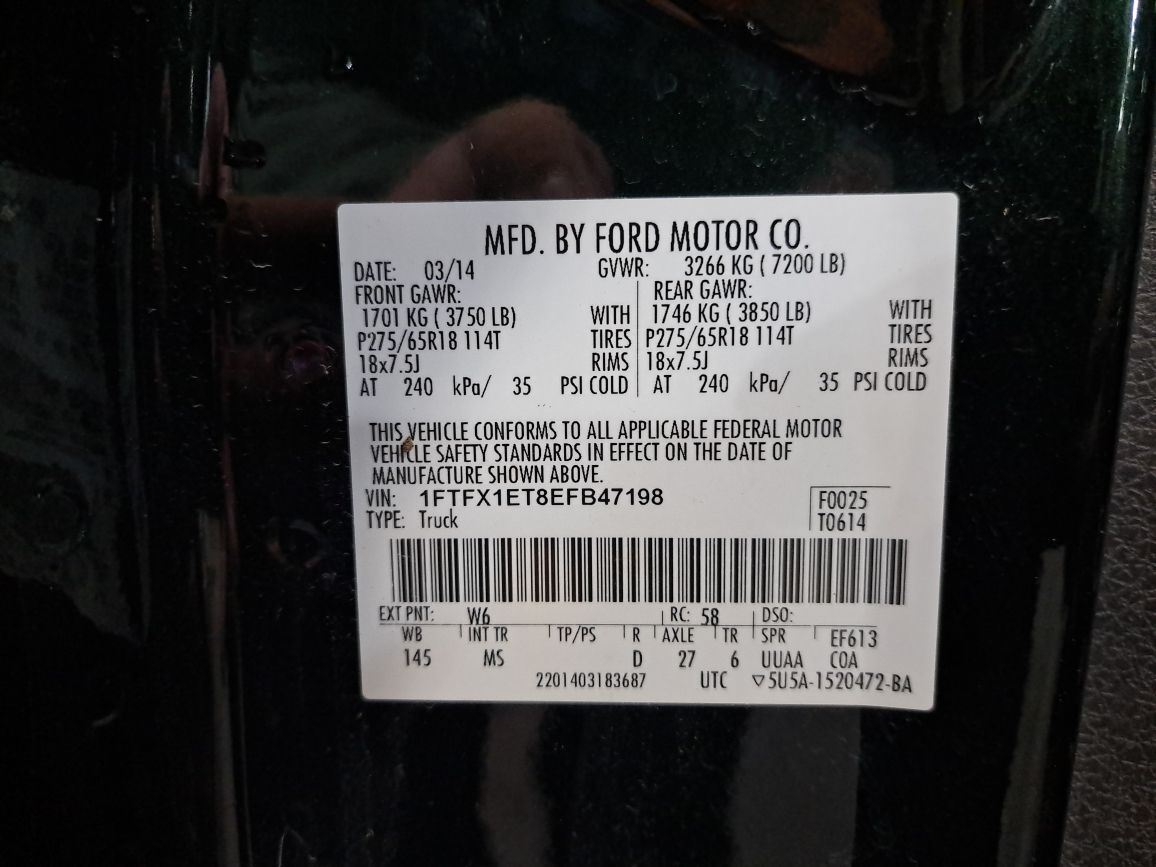 MFD. BY FORD MOTOR CO.
DATE: 03/14 GVWR: 3266 KG ( 7200 LB)
FRONT GAWR: REAR GAWR:
1701 KG ( 3750 LB) WITH 1746 KG ( 3850 LB) WITH
P275/65R18 114T TIRES P275/65R18 114T TIRES
18x7.5J RIMS 18x7.5J RIMS
AT 240 kPa/ 35 PSI COLD AT 240 kPa/ 35 PSI COLD
THIS VEHICLE CONFORMS TO ALL APPLICABLE FEDERAL MOTOR
VEHICLE SAFETY STANDARDS IN EFFECT ON THE DATE OF
MANUFACTURE SHOWN ABOVE.
VIN: 1FTFX1ET8EFB47198 F0025
TYPE: Truck T0614
EXT PNT: W6 RC: 58 DSO:
WB INT TR TP/PS R AXLE TR SPR EF613
145 MS D 27 6 UUAA COA
2201403183687 UTC ▽5U5A-1520472-BA